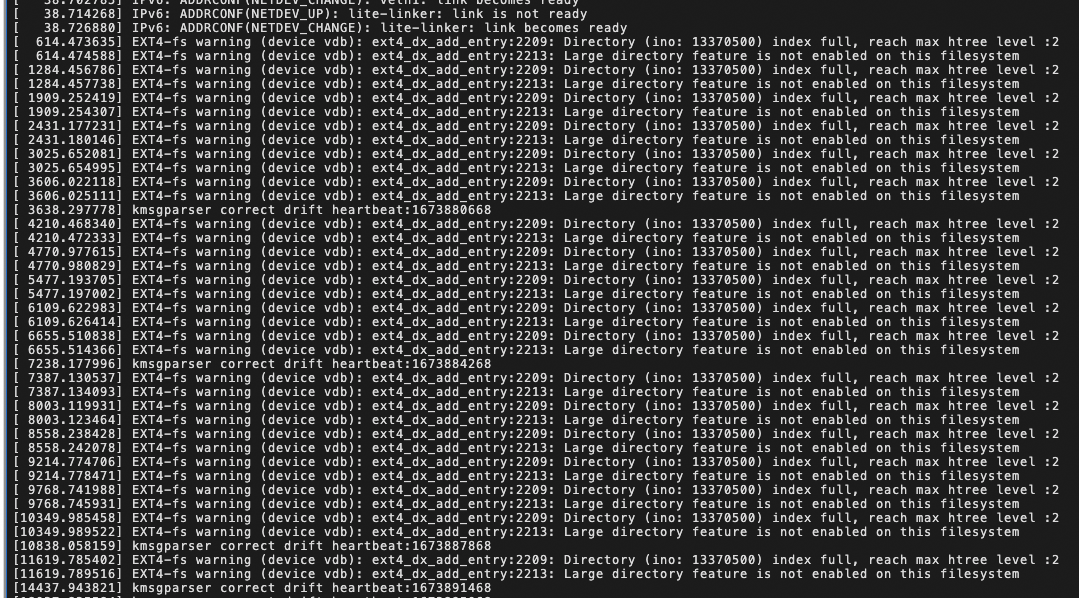 [   38.702785] IPv6: ADDRCONF(NETDEV_CHANGE): veth1: link becomes ready
[   38.714268] IPv6: ADDRCONF(NETDEV_UP): lite-linker: link is not ready
[   38.726880] IPv6: ADDRCONF(NETDEV_CHANGE): lite-linker: link becomes ready
[  614.473635] EXT4-fs warning (device vdb): ext4_dx_add_entry:2209: Directory (ino: 13370500) index full, reach max htree level :2
[  614.474588] EXT4-fs warning (device vdb): ext4_dx_add_entry:2213: Large directory feature is not enabled on this filesystem
[ 1284.456786] EXT4-fs warning (device vdb): ext4_dx_add_entry:2209: Directory (ino: 13370500) index full, reach max htree level :2
[ 1284.457738] EXT4-fs warning (device vdb): ext4_dx_add_entry:2213: Large directory feature is not enabled on this filesystem
[ 1909.252419] EXT4-fs warning (device vdb): ext4_dx_add_entry:2209: Directory (ino: 13370500) index full, reach max htree level :2
[ 1909.254307] EXT4-fs warning (device vdb): ext4_dx_add_entry:2213: Large directory feature is not enabled on this filesystem
[ 2431.177231] EXT4-fs warning (device vdb): ext4_dx_add_entry:2209: Directory (ino: 13370500) index full, reach max htree level :2
[ 2431.180146] EXT4-fs warning (device vdb): ext4_dx_add_entry:2213: Large directory feature is not enabled on this filesystem
[ 3025.652081] EXT4-fs warning (device vdb): ext4_dx_add_entry:2209: Directory (ino: 13370500) index full, reach max htree level :2
[ 3025.654995] EXT4-fs warning (device vdb): ext4_dx_add_entry:2213: Large directory feature is not enabled on this filesystem
[ 3606.022118] EXT4-fs warning (device vdb): ext4_dx_add_entry:2209: Directory (ino: 13370500) index full, reach max htree level :2
[ 3606.025111] EXT4-fs warning (device vdb): ext4_dx_add_entry:2213: Large directory feature is not enabled on this filesystem
[ 3638.297778] kmsgparser correct drift heartbeat:1673880668
[ 4210.468340] EXT4-fs warning (device vdb): ext4_dx_add_entry:2209: Directory (ino: 13370500) index full, reach max htree level :2
[ 4210.472333] EXT4-fs warning (device vdb): ext4_dx_add_entry:2213: Large directory feature is not enabled on this filesystem
[ 4770.977615] EXT4-fs warning (device vdb): ext4_dx_add_entry:2209: Directory (ino: 13370500) index full, reach max htree level :2
[ 4770.980829] EXT4-fs warning (device vdb): ext4_dx_add_entry:2213: Large directory feature is not enabled on this filesystem
[ 5477.193705] EXT4-fs warning (device vdb): ext4_dx_add_entry:2209: Directory (ino: 13370500) index full, reach max htree level :2
[ 5477.197002] EXT4-fs warning (device vdb): ext4_dx_add_entry:2213: Large directory feature is not enabled on this filesystem
[ 6109.622983] EXT4-fs warning (device vdb): ext4_dx_add_entry:2209: Directory (ino: 13370500) index full, reach max htree level :2
[ 6109.626414] EXT4-fs warning (device vdb): ext4_dx_add_entry:2213: Large directory feature is not enabled on this filesystem
[ 6655.510838] EXT4-fs warning (device vdb): ext4_dx_add_entry:2209: Directory (ino: 13370500) index full, reach max htree level :2
[ 6655.514366] EXT4-fs warning (device vdb): ext4_dx_add_entry:2213: Large directory feature is not enabled on this filesystem
[ 7238.177996] kmsgparser correct drift heartbeat:1673884268
[ 7387.130537] EXT4-fs warning (device vdb): ext4_dx_add_entry:2209: Directory (ino: 13370500) index full, reach max htree level :2
[ 7387.134093] EXT4-fs warning (device vdb): ext4_dx_add_entry:2213: Large directory feature is not enabled on this filesystem
[ 8003.119931] EXT4-fs warning (device vdb): ext4_dx_add_entry:2209: Directory (ino: 13370500) index full, reach max htree level :2
[ 8003.123464] EXT4-fs warning (device vdb): ext4_dx_add_entry:2213: Large directory feature is not enabled on this filesystem
[ 8558.238428] EXT4-fs warning (device vdb): ext4_dx_add_entry:2209: Directory (ino: 13370500) index full, reach max htree level :2
[ 8558.242078] EXT4-fs warning (device vdb): ext4_dx_add_entry:2213: Large directory feature is not enabled on this filesystem
[ 9214.774706] EXT4-fs warning (device vdb): ext4_dx_add_entry:2209: Directory (ino: 13370500) index full, reach max htree level :2
[ 9214.778471] EXT4-fs warning (device vdb): ext4_dx_add_entry:2213: Large directory feature is not enabled on this filesystem
[ 9768.741988] EXT4-fs warning (device vdb): ext4_dx_add_entry:2209: Directory (ino: 13370500) index full, reach max htree level :2
[ 9768.745931] EXT4-fs warning (device vdb): ext4_dx_add_entry:2213: Large directory feature is not enabled on this filesystem
[10349.985458] EXT4-fs warning (device vdb): ext4_dx_add_entry:2209: Directory (ino: 13370500) index full, reach max htree level :2
[10349.989522] EXT4-fs warning (device vdb): ext4_dx_add_entry:2213: Large directory feature is not enabled on this filesystem
[10838.058159] kmsgparser correct drift heartbeat:1673887868
[11619.785402] EXT4-fs warning (device vdb): ext4_dx_add_entry:2209: Directory (ino: 13370500) index full, reach max htree level :2
[11619.789516] EXT4-fs warning (device vdb): ext4_dx_add_entry:2213: Large directory feature is not enabled on this filesystem
[14437.943821] kmsgparser correct drift heartbeat:1673891468